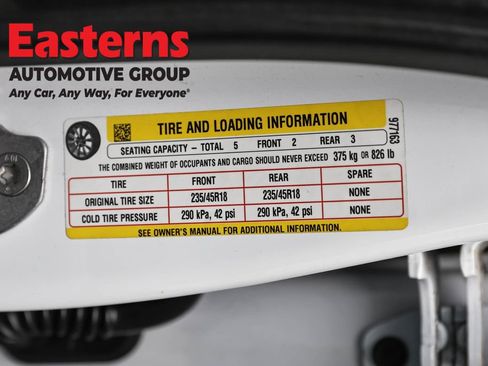 Easterns
AUTOMOTIVE GROUP
Any Car, Any Way, For Everyone®
TIRE AND LOADING INFORMATION
SEATING CAPACITY – TOTAL 5 FRONT 2 REAR 3
THE COMBINED WEIGHT OF OCCUPANTS AND CARGO SHOULD NEVER EXCEED 375 kg OR 826 lb
TIRE FRONT REAR SPARE
ORIGINAL TIRE SIZE 235/45R18 235/45R18 NONE
COLD TIRE PRESSURE 290 kPa, 42 psi 290 kPa, 42 psi NONE
SEE OWNER'S MANUAL FOR ADDITIONAL INFORMATION.
977163